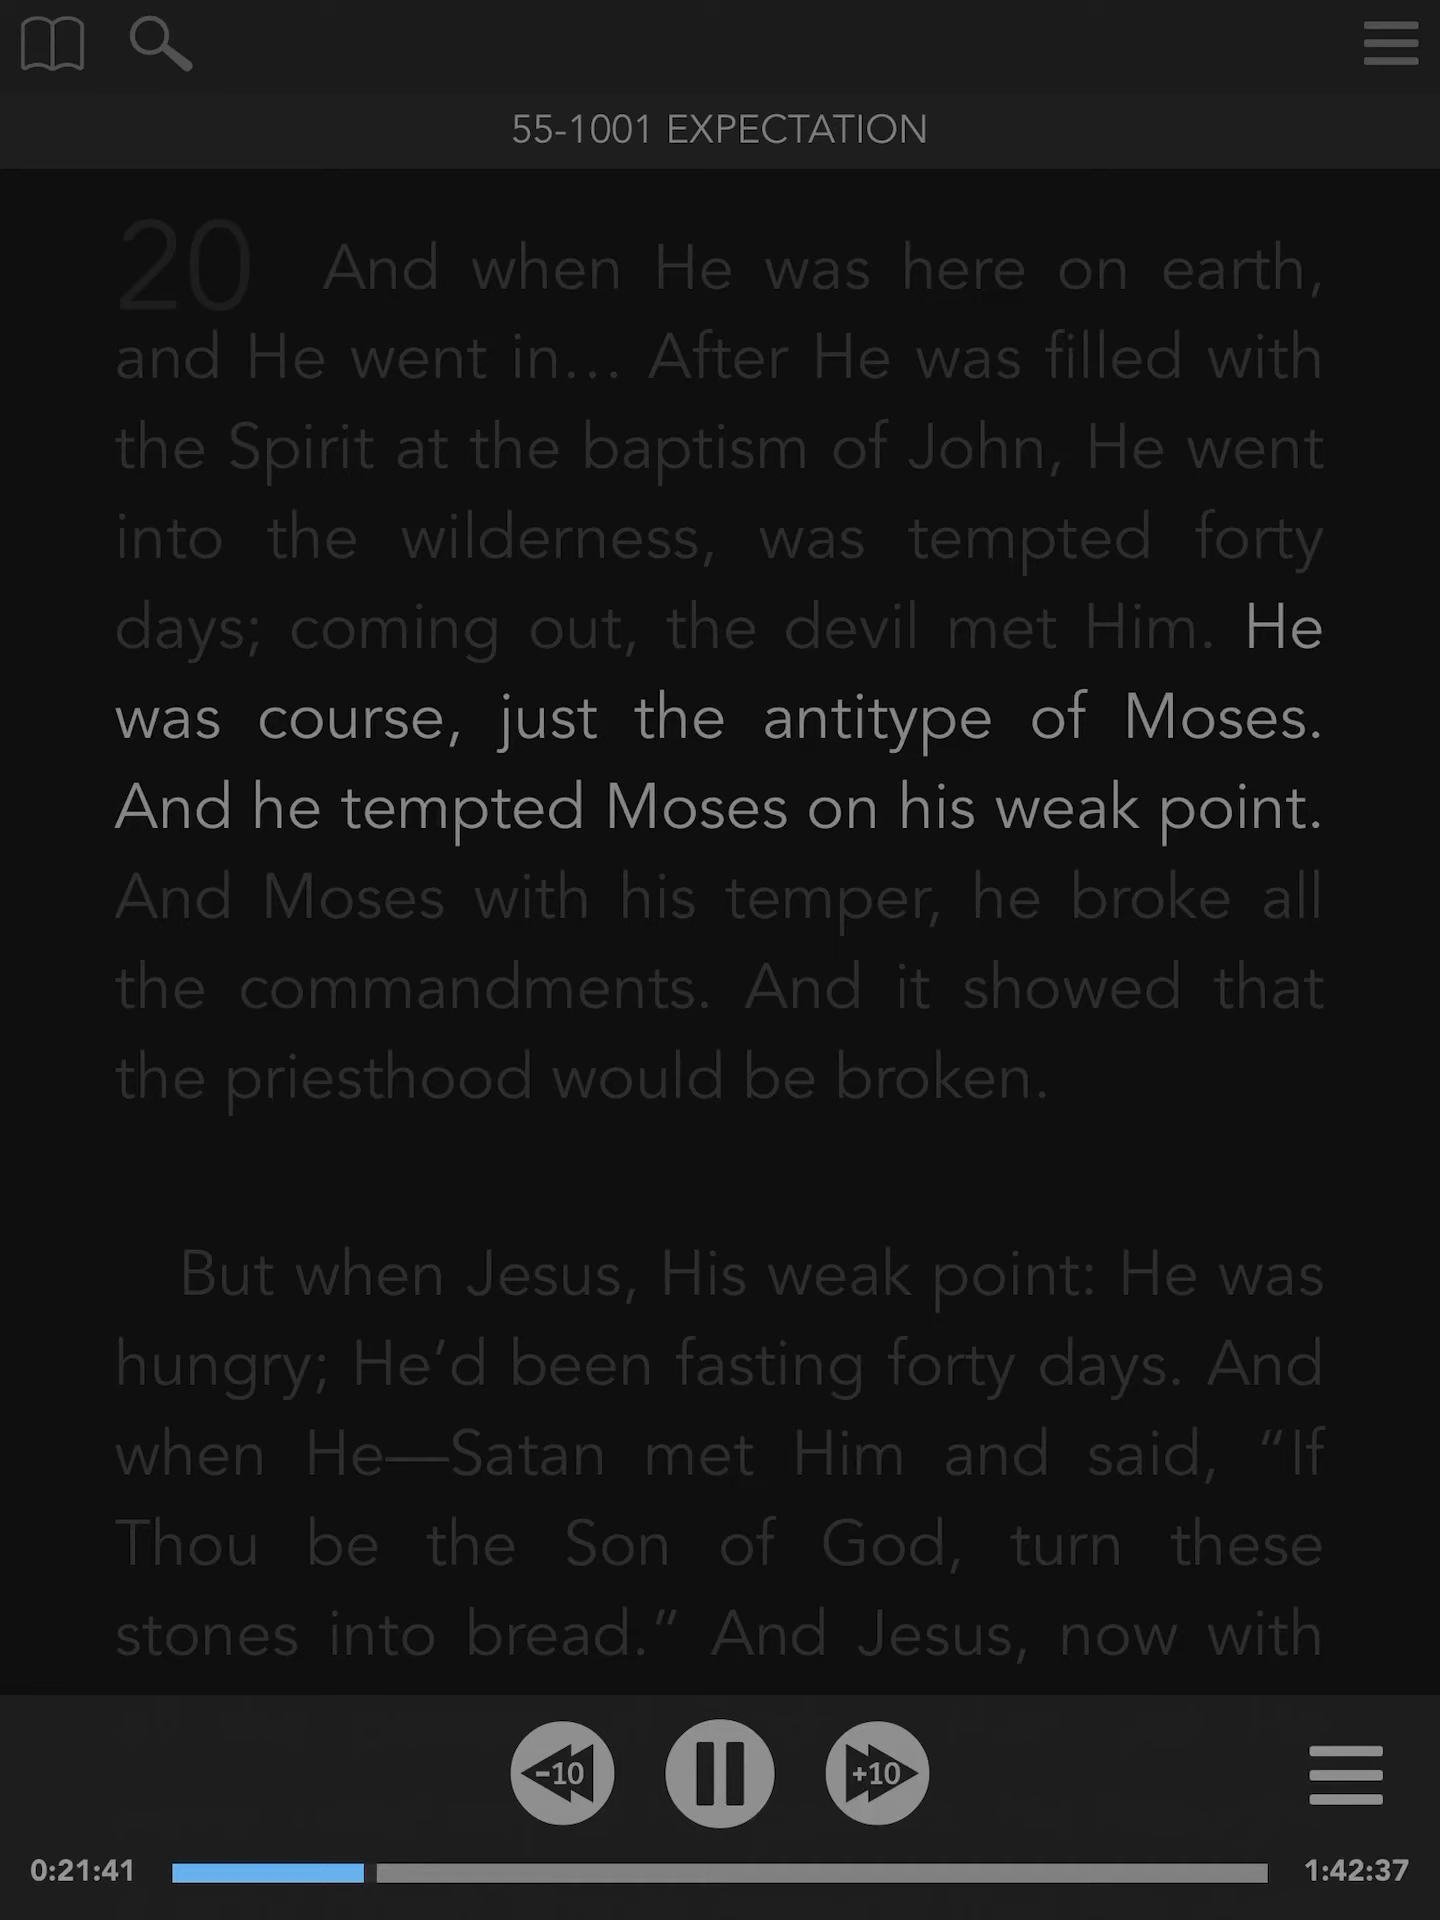 55-1001 EXPECTATION
20 And when He was here on earth,
and He went in… After He was filled with
the Spirit at the baptism of John, He went
into the wilderness, was tempted forty
days; coming out, the devil met Him. He
was course, just the antitype of Moses.
And he tempted Moses on his weak point.
And Moses with his temper, he broke all
the commandments. And it showed that
the priesthood would be broken.
But when Jesus, His weak point: He was
hungry; He’d been fasting forty days. And
when He—Satan met Him and said, “If
Thou be the Son of God, turn these
stones into bread.” And Jesus, now with
-10 +10
0:21:41 1:42:37